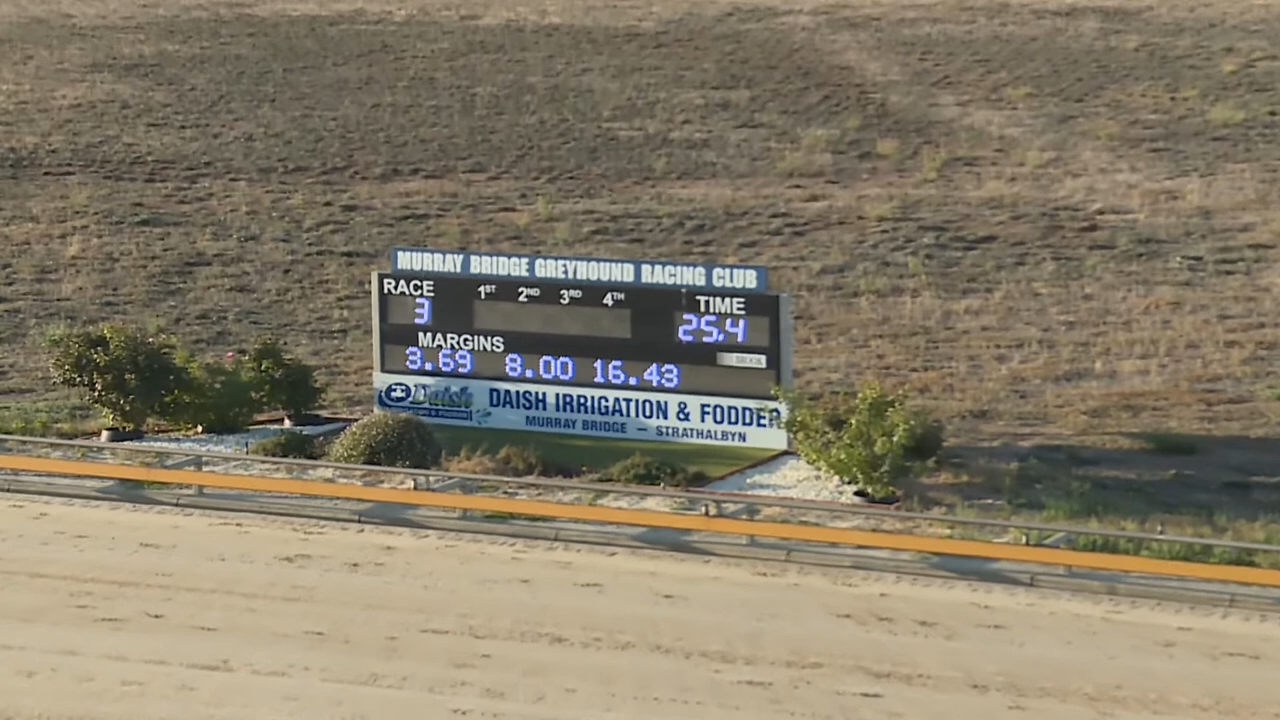 MURRAY BRIDGE GREYHOUND RACING CLUB
RACE 1ST 2ND 3RD 4TH TIME
3 25.4
MARGINS
3.69 8.00 16.43
Daish DAISH IRRIGATION & FODDER
MURRAY BRIDGE — STRATHALBYN